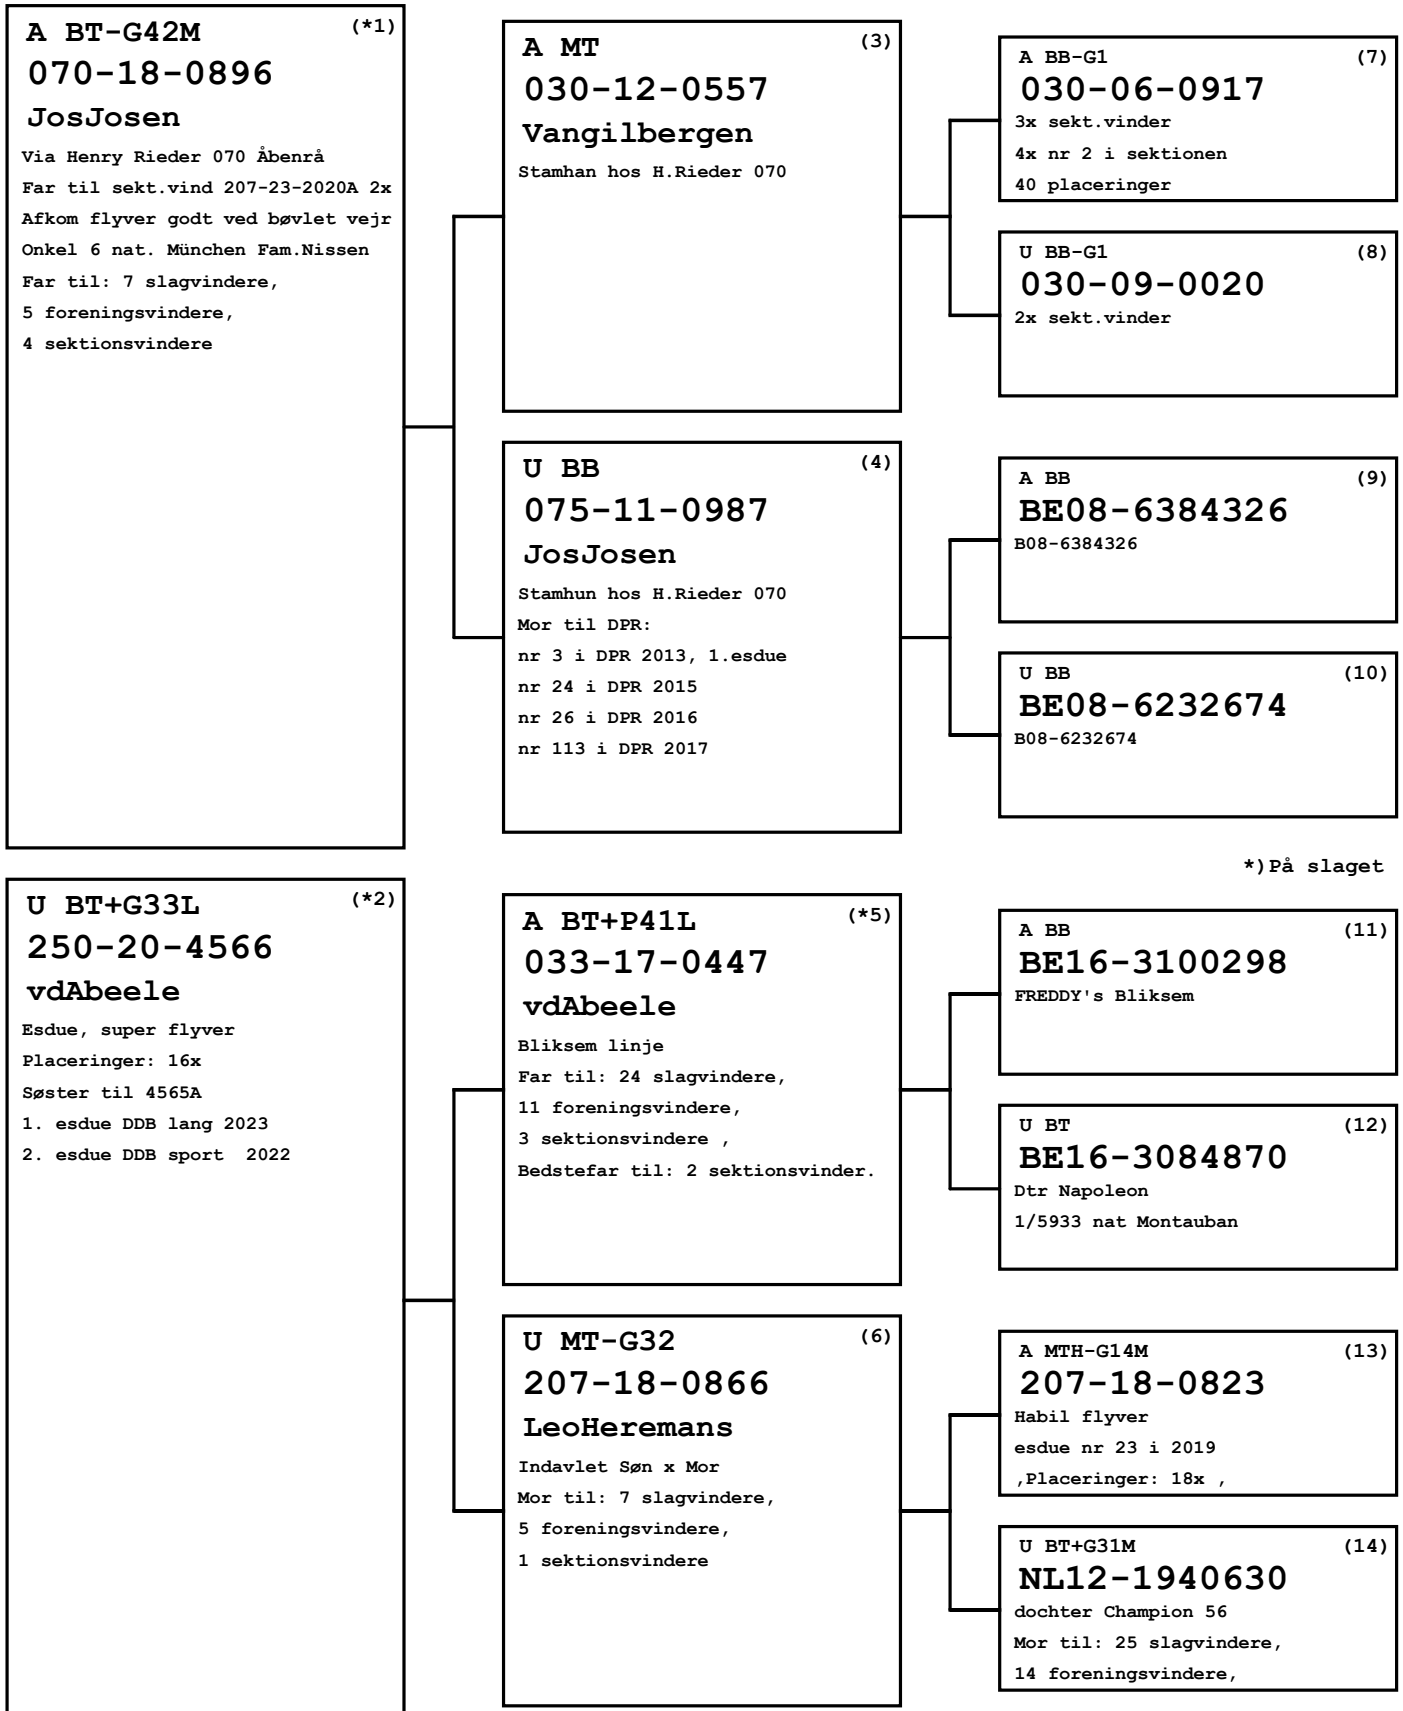 A BT-G42M (*1)
070-18-0896
JosJosen
Via Henry Rieder 070 Åbenrå
Far til sekt.vind 207-23-2020A 2x
Afkom flyver godt ved bøvlet vejr
Onkel 6 nat. München Fam.Nissen
Far til: 7 slagvindere,
5 foreningsvindere,
4 sektionsvindere
A MT (3)
030-12-0557
Vangilbergen
Stamhan hos H.Rieder 070
A BB-G1 (7)
030-06-0917
3x sekt.vinder
4x nr 2 i sektionen
40 placeringer
U BB-G1 (8)
030-09-0020
2x sekt.vinder
U BB (4)
075-11-0987
JosJosen
Stamhun hos H.Rieder 070
Mor til DPR:
nr 3 i DPR 2013, 1.esdue
nr 24 i DPR 2015
nr 26 i DPR 2016
nr 113 i DPR 2017
A BB (9)
BE08-6384326
B08-6384326
U BB (10)
BE08-6232674
B08-6232674
*)På slaget
U BT+G33L (*2)
250-20-4566
vdAbeele
Esdue, super flyver
Placeringer: 16x
Søster til 4565A
1. esdue DDB lang 2023
2. esdue DDB sport  2022
A BT+P41L (*5)
033-17-0447
vdAbeele
Bliksem linje
Far til: 24 slagvindere,
11 foreningsvindere,
3 sektionsvindere ,
Bedstefar til: 2 sektionsvinder.
A BB (11)
BE16-3100298
FREDDY's Bliksem
U BT (12)
BE16-3084870
Dtr Napoleon
1/5933 nat Montauban
U MT-G32 (6)
207-18-0866
LeoHeremans
Indavlet Søn x Mor
Mor til: 7 slagvindere,
5 foreningsvindere,
1 sektionsvindere
A MTH-G14M (13)
207-18-0823
Habil flyver
esdue nr 23 i 2019
,Placeringer: 18x ,
U BT+G31M (14)
NL12-1940630
dochter Champion 56
Mor til: 25 slagvindere,
14 foreningsvindere,